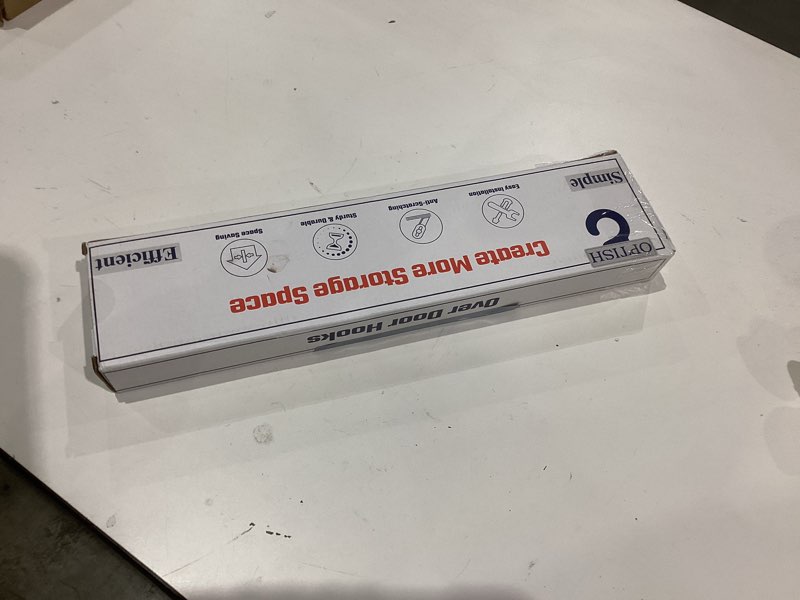 OPTISH
Simple
Create More Storage Space
Easy Installation
Anti-Scratching
Sturdy & Durable
Space Saving
Efficient
Over Door Hooks